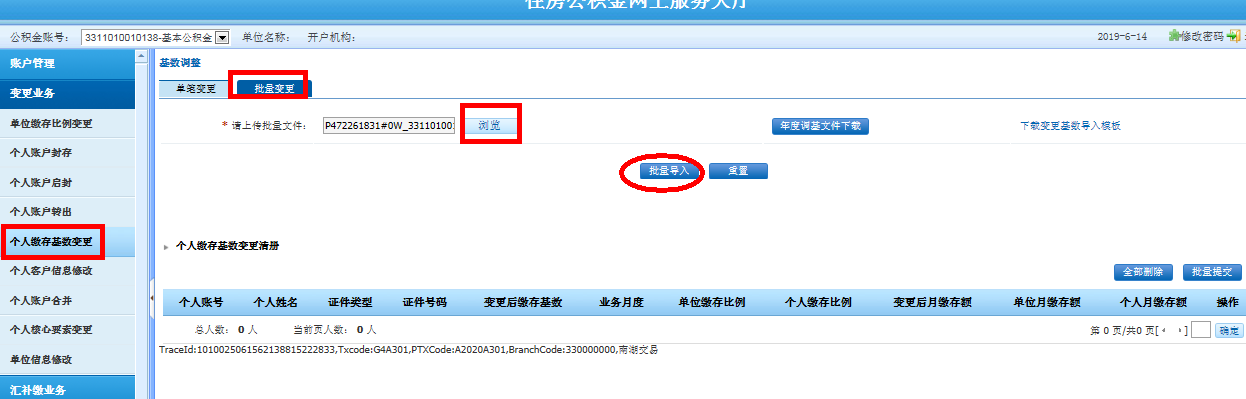 住房公积金网上服务大厅
公积金账号: 3311010010138-基本公积金 单位名称: 开户机构: 2019-6-14 修改密码
账户管理
变更业务
单位缴存比例变更
个人账户封存
个人账户启封
个人账户转出
个人缴存基数变更
个人客户信息修改
个人账户合并
个人核心要素变更
单位信息修改
汇补缴业务
基数调整
单笔变更 批量变更
* 请上传批量文件: P472261831#0W_33110100 浏览 年度调基文件下载 下载变更基数导入模板
批量导入 重置
个人缴存基数变更清册
全部删除 批量提交
个人账号 个人姓名 证件类型 证件号码 变更后缴存基数 业务月度 单位缴存比例 个人缴存比例 变更后月缴存额 单位月缴存额 个人月缴存额 操作
总人数: 0 人 当前页人数: 0 人 第 0 页/共0 页[ ] 确定
TraceId:1010025061562138815222833,Txcode:G4A301,PTXCode:A2020A301,BranchCode:330000000,南湖交易